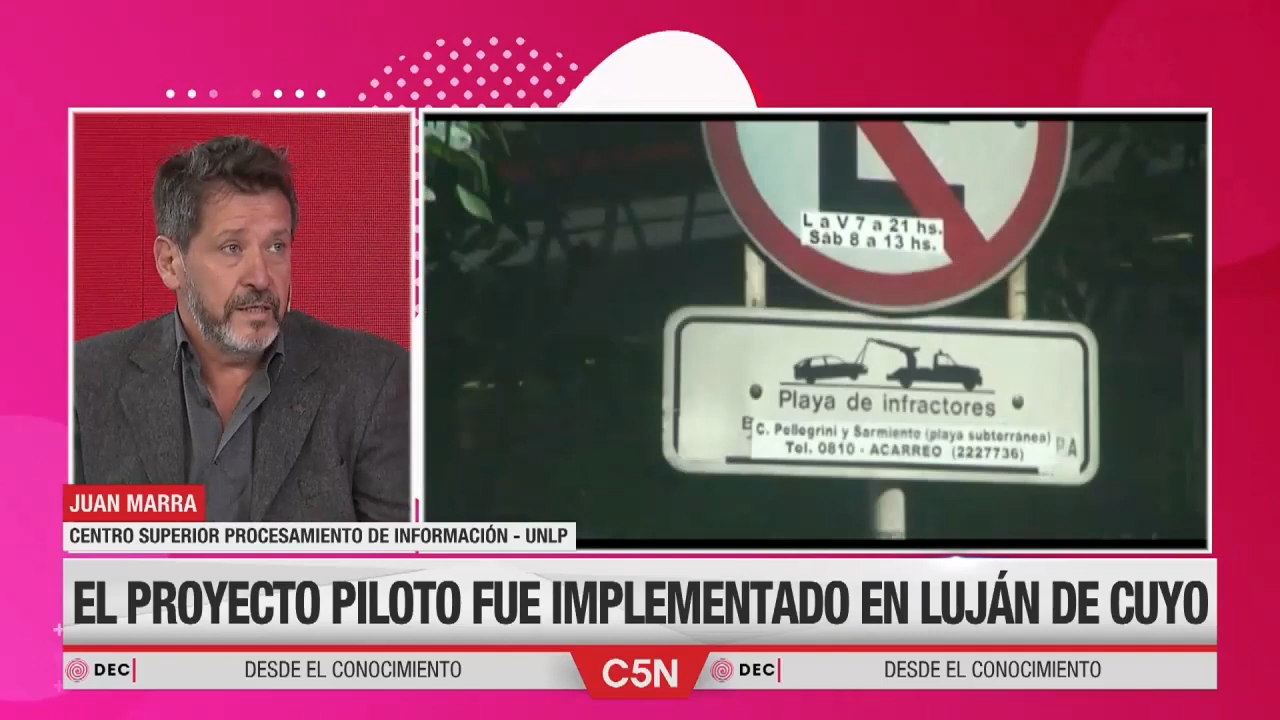 E
L a V 7 a 21 hs.
Sáb 8 a 13 hs.
Playa de infractores
C. Pellegrini y Sarmiento (playa subterránea)
Tel. 0810 - ACARREO (2227736)
JUAN MARRA
CENTRO SUPERIOR PROCESAMIENTO DE INFORMACIÓN - UNLP
EL PROYECTO PILOTO FUE IMPLEMENTADO EN LUJÁN DE CUYO
DEC DESDE EL CONOCIMIENTO C5N DEC DESDE EL CONOCIMIENTO